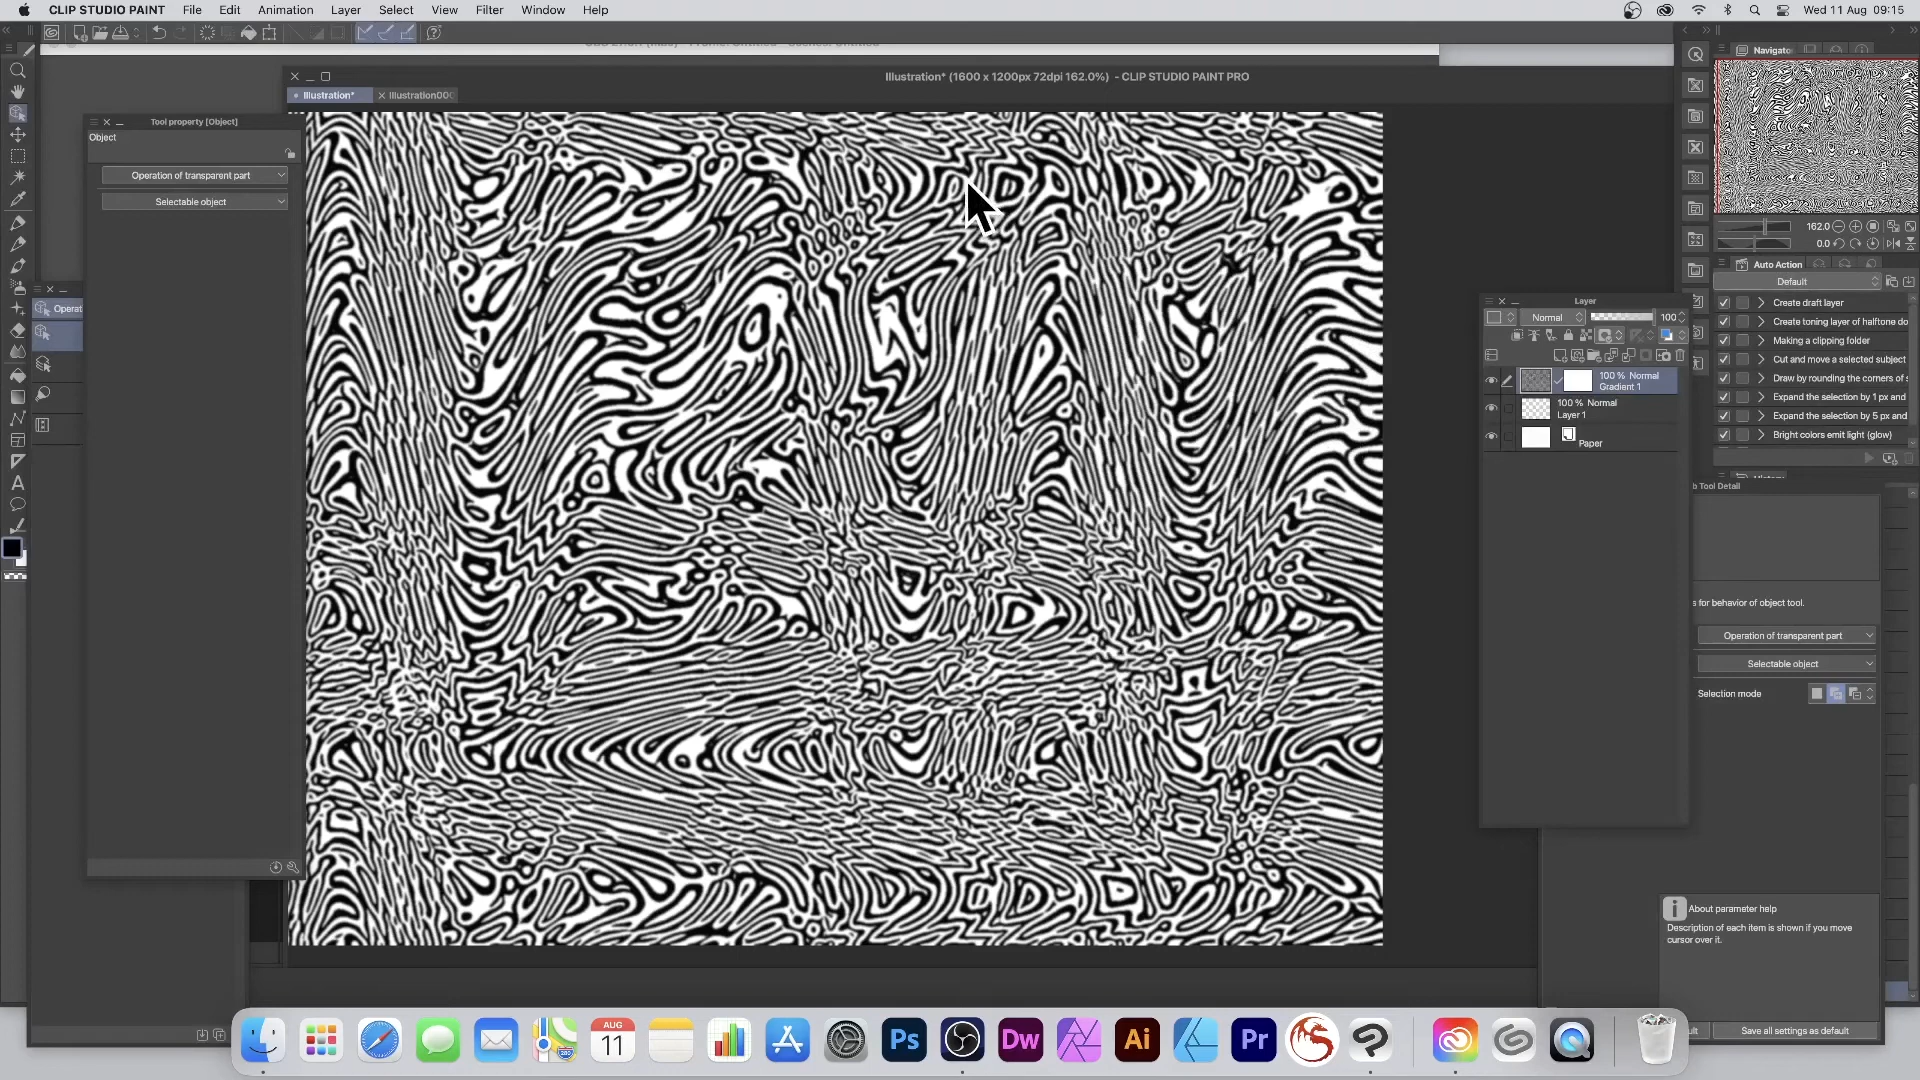 CLIP STUDIO PAINT File Edit Animation Layer Select View Filter Window Help Wed 11 Aug 09:15
Illustration* (1600 x 1200px 72dpi 162.0%) - CLIP STUDIO PAINT PRO
Illustration* Illustration00
Tool property [Object]
Object
Operation of transparent part
Selectable object
Operat
Navigato
162.0
0.0
Auto Action
Default
Create draft layer
Create toning layer of halftone do
Making a clipping folder
Cut and move a selected subject
Draw by rounding the corners of s
Expand the selection by 1 px and
Expand the selection by 5 px and
Bright colors emit light (glow)
Layer
Normal 100
100 % Normal
Gradient 1
100 % Normal
Layer 1
Paper
b Tool Detail
s for behavior of object tool.
Operation of transparent part
Selectable object
Selection mode
About parameter help
Description of each item is shown if you move
cursor over it.
ult Save all settings as default
AUG
11
280
Ps
Dw
Ai
Pr